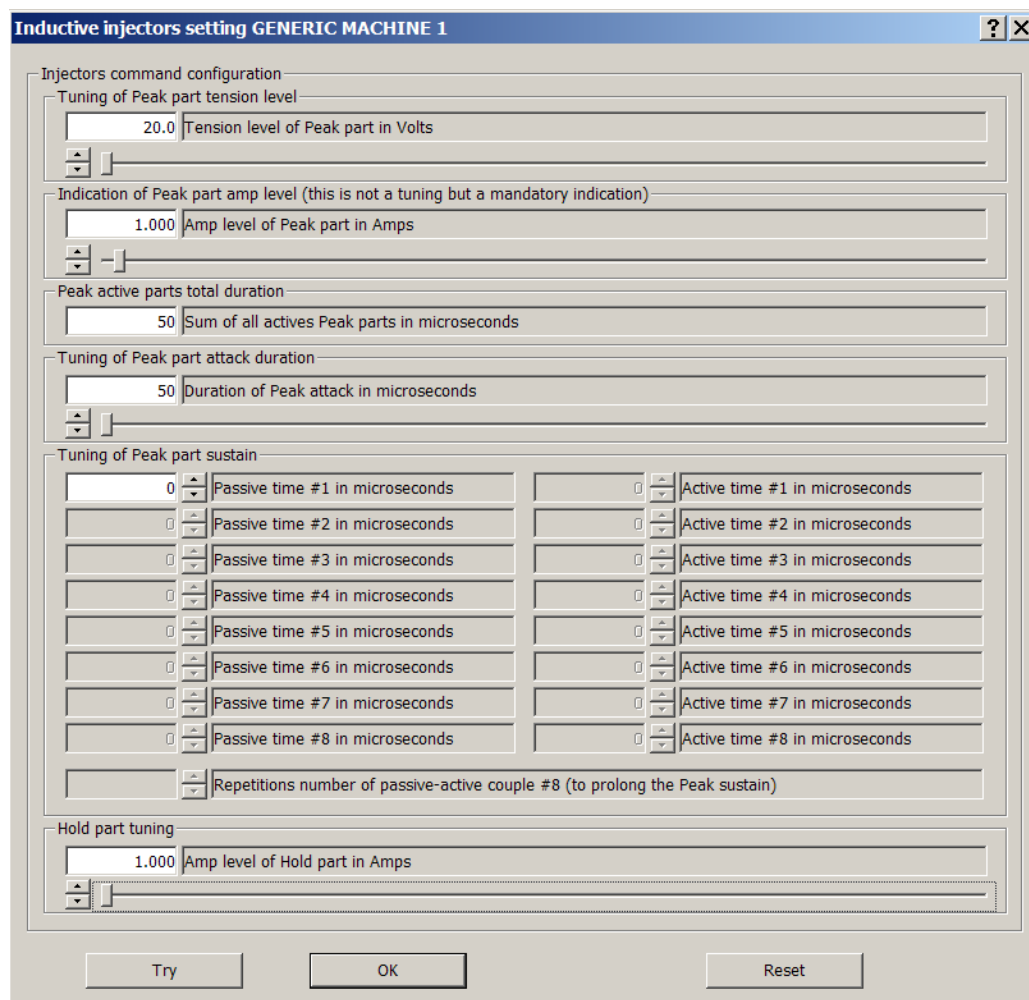 Inductive injectors setting GENERIC MACHINE 1
Injectors command configuration
Tuning of Peak part tension level
20.0 Tension level of Peak part in Volts
Indication of Peak part amp level (this is not a tuning but a mandatory indication)
1.000 Amp level of Peak part in Amps
Peak active parts total duration
50 Sum of all actives Peak parts in microseconds
Tuning of Peak part attack duration
50 Duration of Peak attack in microseconds
Tuning of Peak part sustain
0 Passive time #1 in microseconds 0 Active time #1 in microseconds
0 Passive time #2 in microseconds 0 Active time #2 in microseconds
0 Passive time #3 in microseconds 0 Active time #3 in microseconds
0 Passive time #4 in microseconds 0 Active time #4 in microseconds
0 Passive time #5 in microseconds 0 Active time #5 in microseconds
0 Passive time #6 in microseconds 0 Active time #6 in microseconds
0 Passive time #7 in microseconds 0 Active time #7 in microseconds
0 Passive time #8 in microseconds 0 Active time #8 in microseconds
Repetitions number of passive-active couple #8 (to prolong the Peak sustain)
Hold part tuning
1.000 Amp level of Hold part in Amps
Try OK Reset